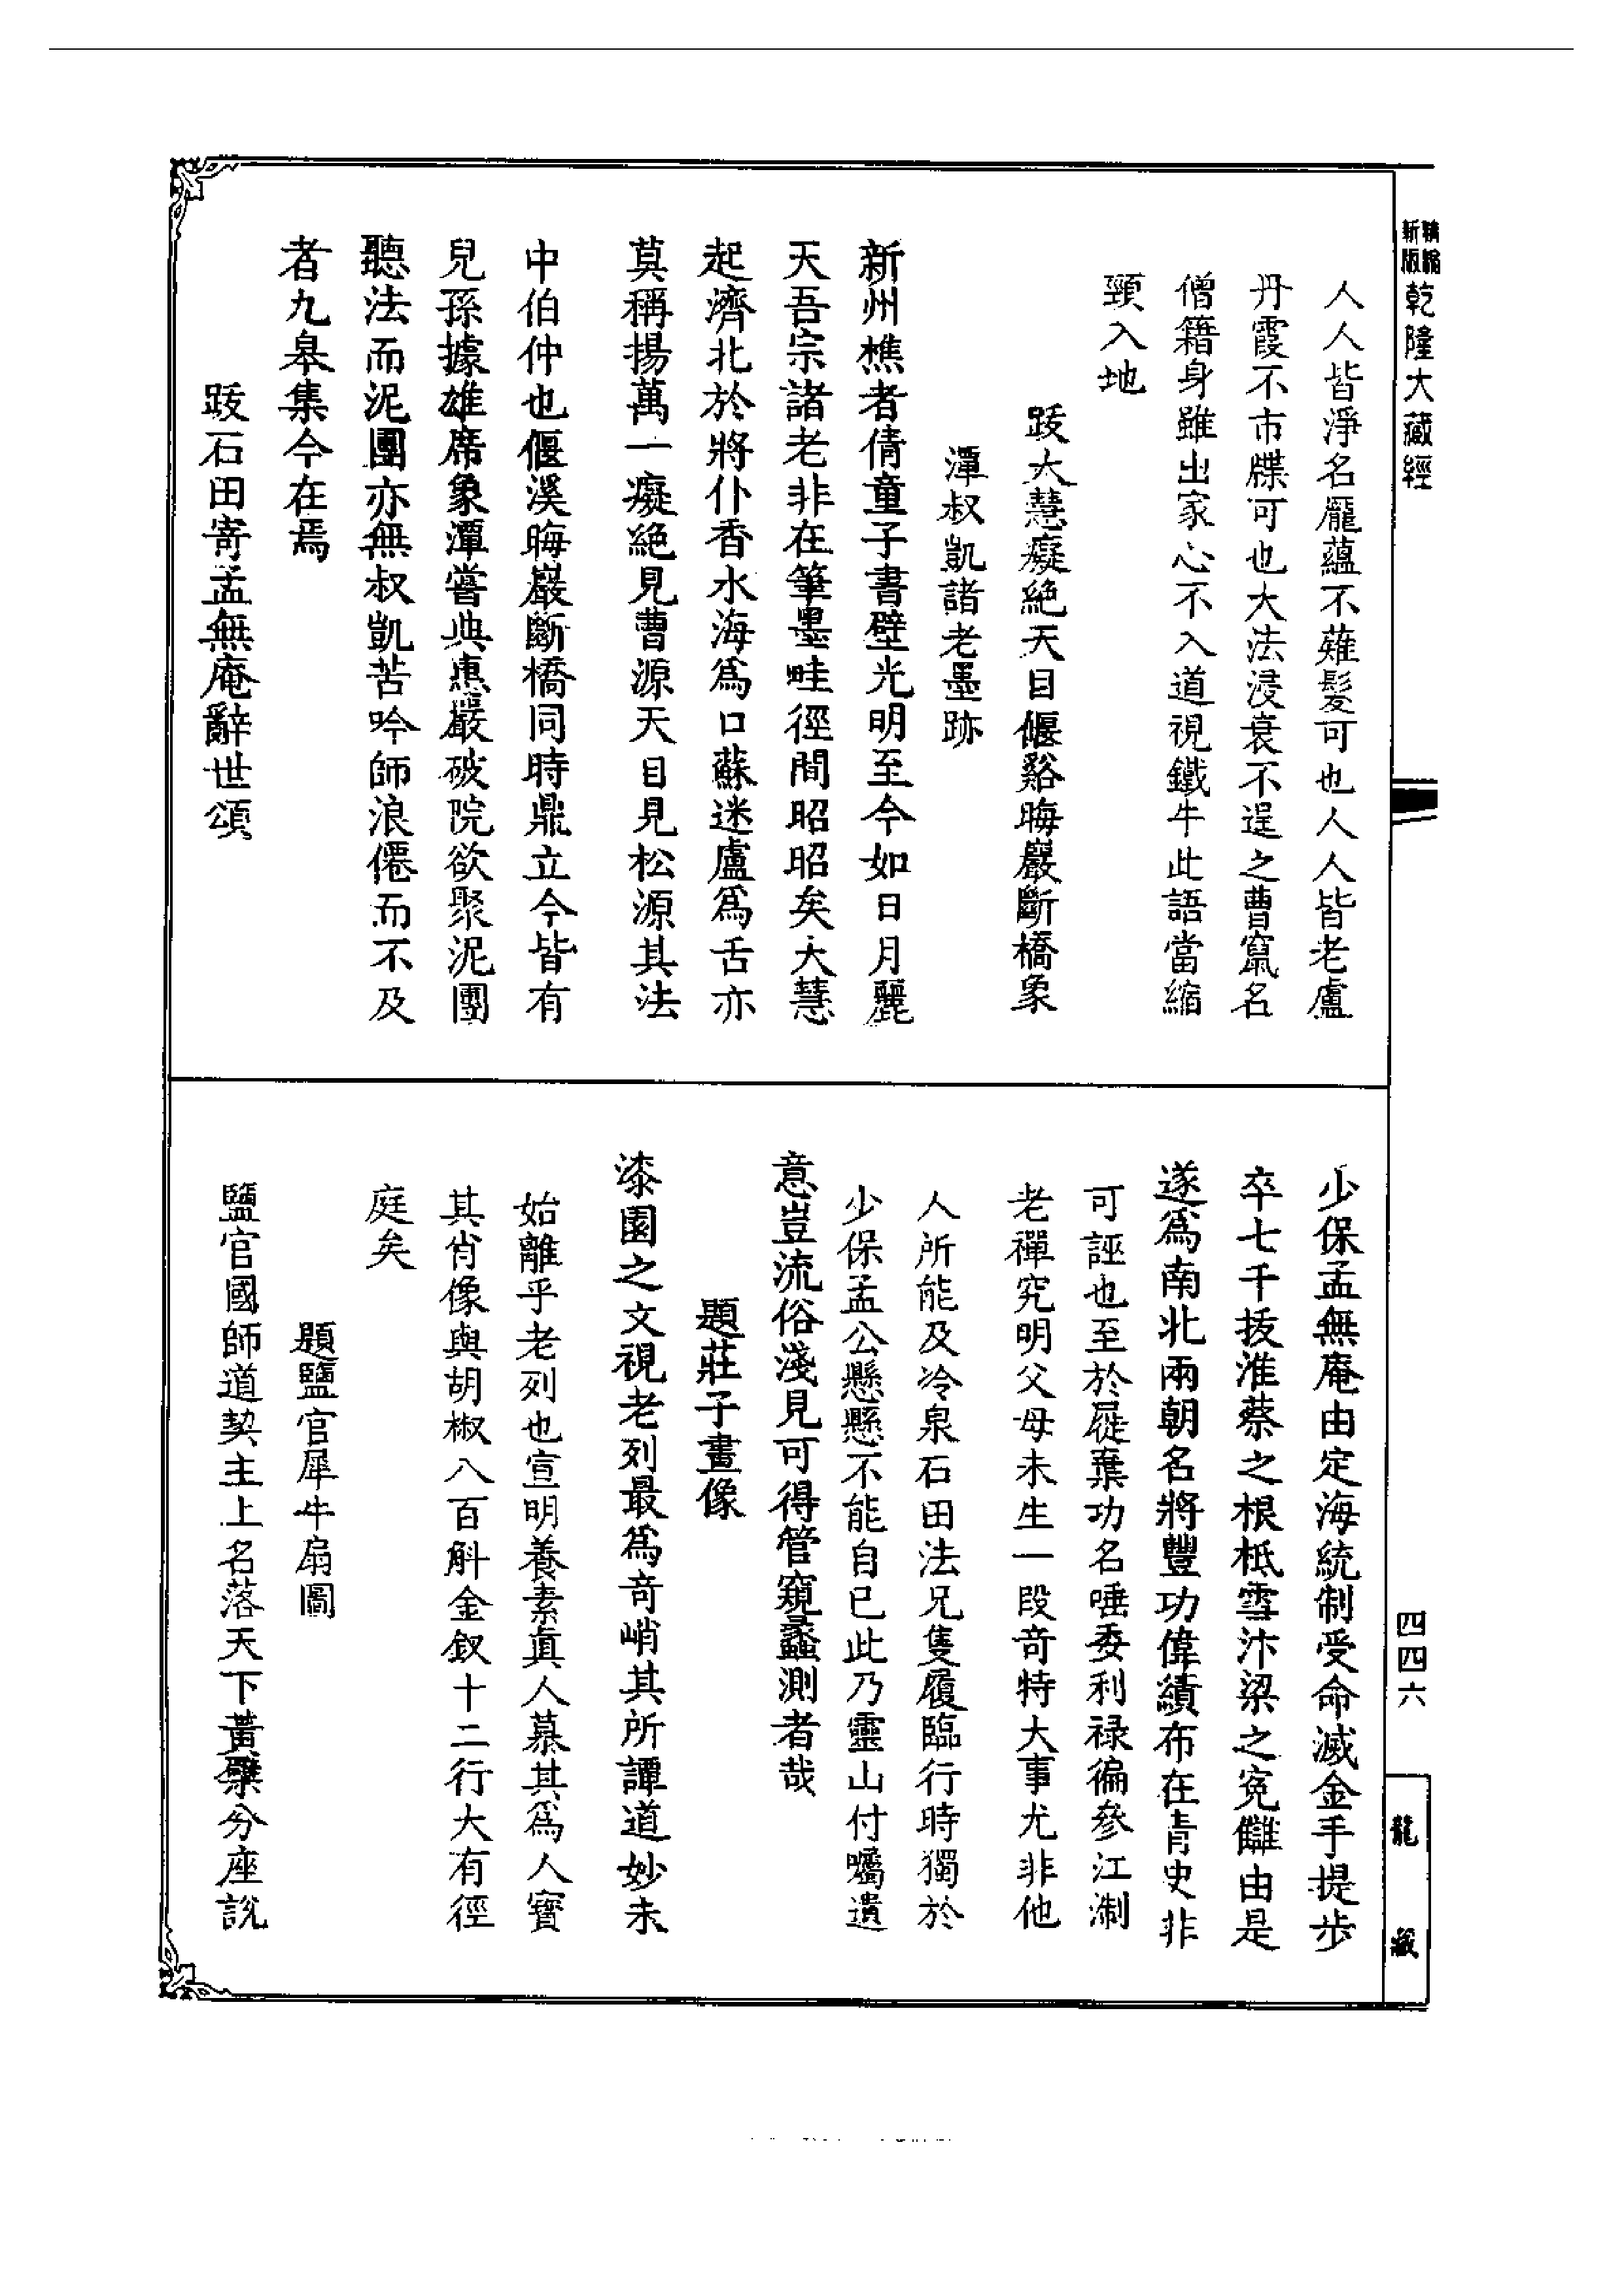 新版精縮乾隆大藏經
人人皆淨名龐蘊不薙髮可也人人皆老盧
丹霞不市牒可也大法浸衰不逞之曹竄名
僧籍身雖出家心不入道視鐵牛此語當縮
頸入地
跋大慧癡絕天目偃谿晦巖斷橋象
潭叔凱諸老墨跡
新州樵者倩童子書壁光明至今如日月麗
天吾宗諸老非在筆墨畦徑間昭昭矣大慧
起濟北於將仆香水海為口蘇迷盧為舌亦
莫稱揚萬一癡絕見曹源天目見松源其法
中伯仲也偃溪晦巖斷橋同時鼎立今皆有
兒孫據雄席象潭嘗典惠嚴破院欲聚泥團
聽法而泥團亦無叔凱苦吟師浪僊而不及
者九皋集今在焉
跋石田寄孟無庵辭世頌
少保孟無庵由定海統制受命滅金手提步
卒七千拔淮蔡之根柢雪汴梁之寃讎由是
遂為南北兩朝名將豐功偉績布在青史非
可誣也至於屣棄功名唾委利祿徧參江淛
老禪究明父母未生一段奇特大事尤非他
人所能及冷泉石田法兄隻履臨行時獨於
少保孟公懸懸不能自已此乃靈山付囑遺
意豈流俗淺見可得管窺蠡測者哉
題莊子畫像
漆園之文視老列最為奇峭其所譚道妙未
始離乎老列也宣明養素真人慕其為人寳
其肖像與胡椒八百斛金釵十二行大有徑
庭矣
題鹽官犀牛扇圖
鹽官國師道契主上名落天下黃檗分座說
四四六
龍藏